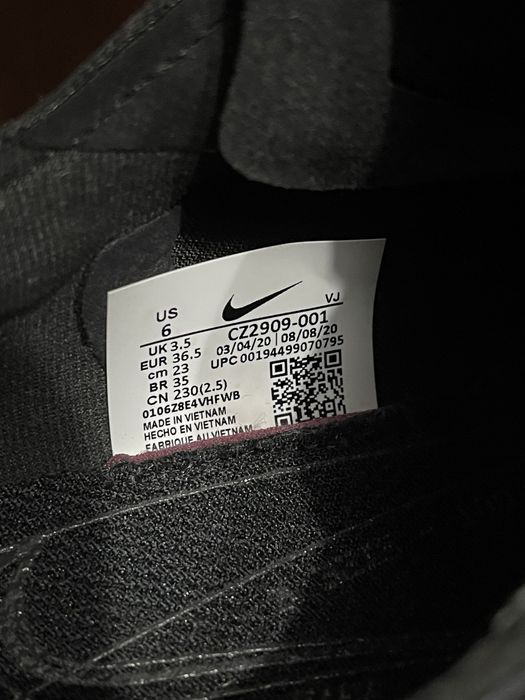 US
6
VJ
UK 3.5
CZ2909-001
EUR 36.5
03/04/20 | 08/08/20
cm 23
UPC 00194499070795
BR 35
CN 230(2.5)
0106Z8E4VHFWB
MADE IN VIETNAM
HECHO EN VIETNAM
FABRIQUE AU VIETNAM